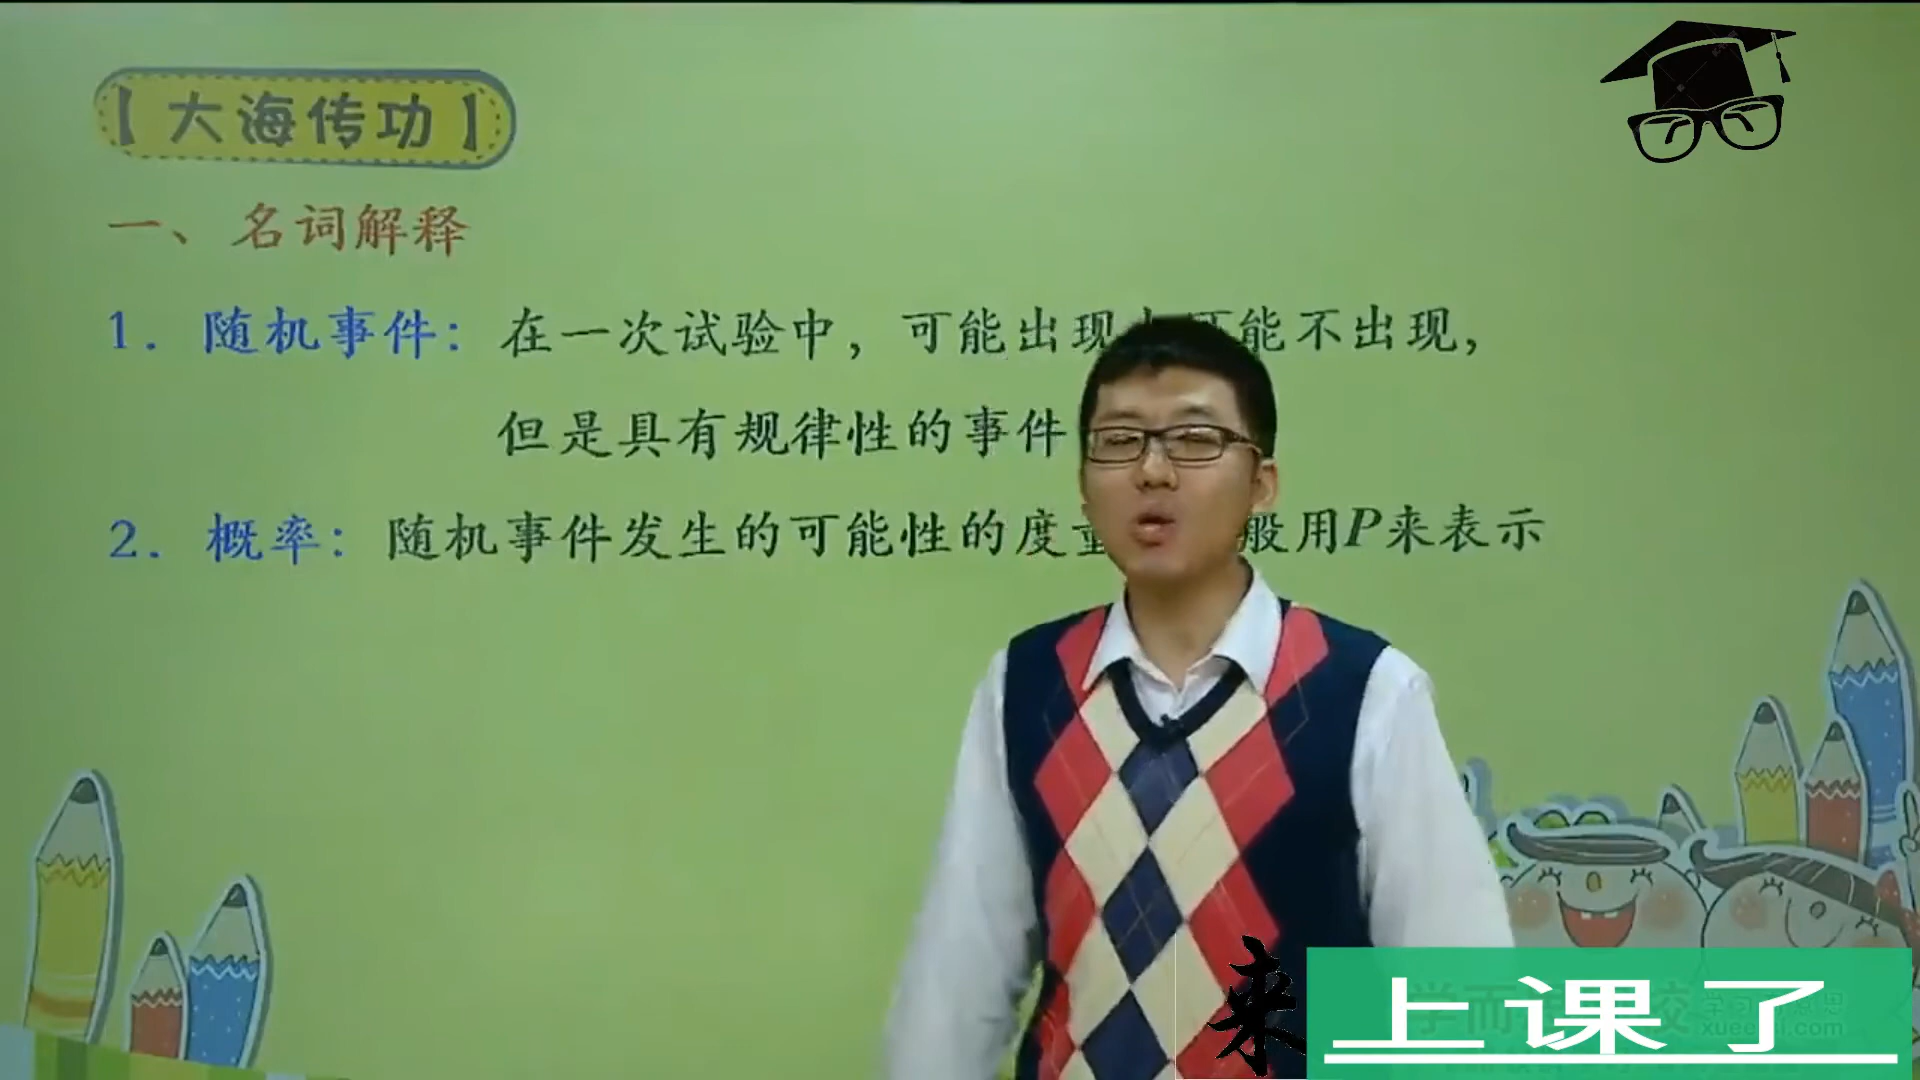 【大海传功】
一、名词解释
1. 随机事件：在一次试验中，可能出现 能不出现，
但是具有规律性的事件
2. 概率：随机事件发生的可能性的度 般用P来表示
来 上课了
xue .com